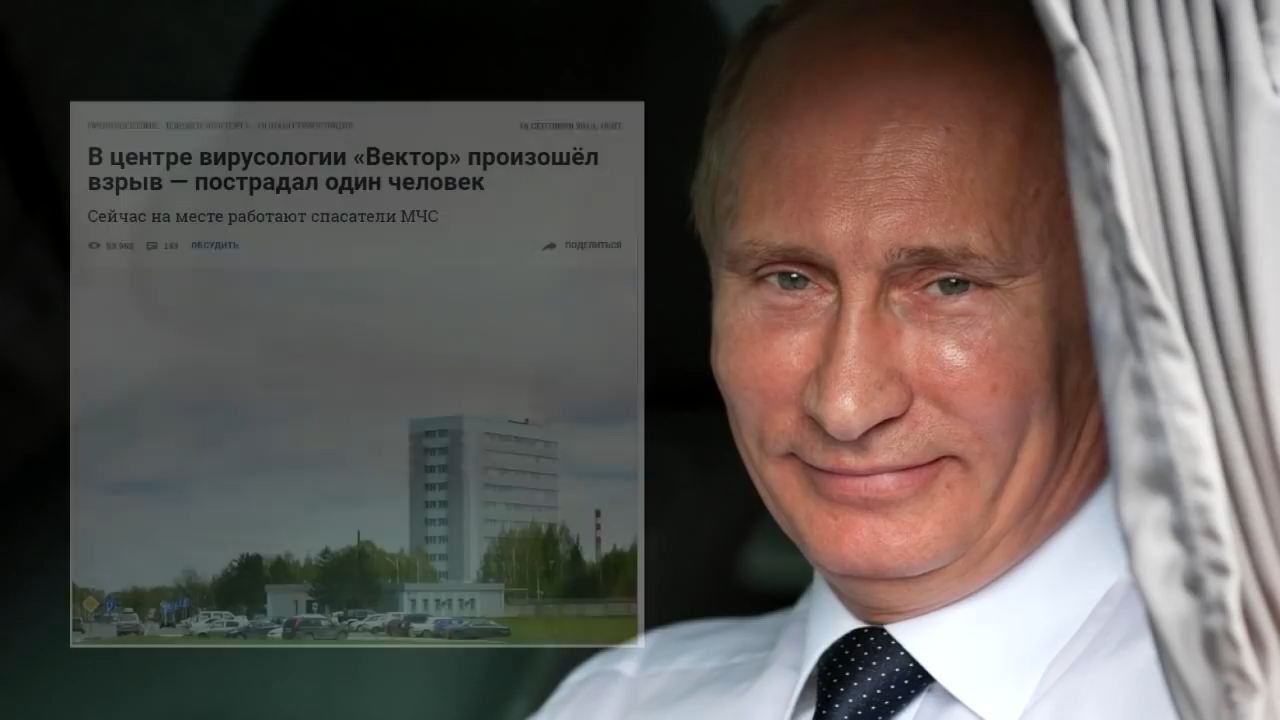 В центре вирусологии «Вектор» произошёл
взрыв — пострадал один человек
Сейчас на месте работают спасатели МЧС
ОБСУДИТЬ
ПОДЕЛИТЬСЯ